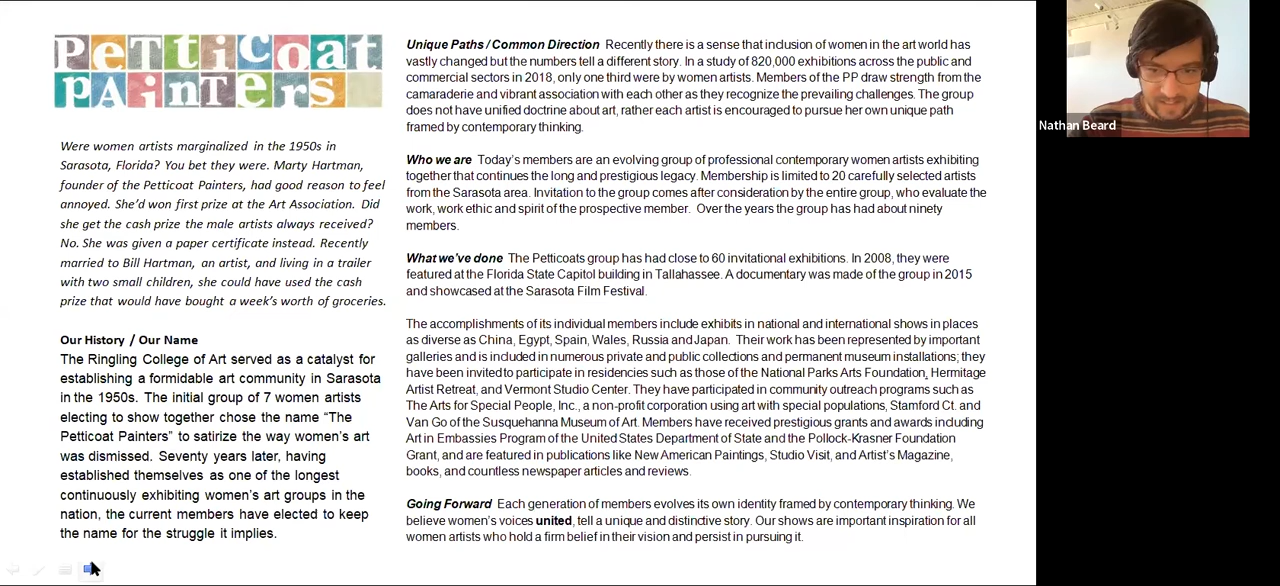 PeTTicoat
PAinTers
Were women artists marginalized in the 1950s in
Sarasota, Florida? You bet they were. Marty Hartman,
founder of the Petticoat Painters, had good reason to feel
annoyed. She'd won first prize at the Art Association. Did
she get the cash prize the male artists always received?
No. She was given a paper certificate instead. Recently
married to Bill Hartman, an artist, and living in a trailer
with two small children, she could have used the cash
prize that would have bought a week's worth of groceries.
Our History / Our Name
The Ringling College of Art served as a catalyst for
establishing a formidable art community in Sarasota
in the 1950s. The initial group of 7 women artists
electing to show together chose the name “The
Petticoat Painters” to satirize the way women's art
was dismissed. Seventy years later, having
established themselves as one of the longest
continuously exhibiting women's art groups in the
nation, the current members have elected to keep
the name for the struggle it implies.
Unique Paths / Common Direction Recently there is a sense that inclusion of women in the art world has
vastly changed but the numbers tell a different story. In a study of 820,000 exhibitions across the public and
commercial sectors in 2018, only one third were by women artists. Members of the PP draw strength from the
camaraderie and vibrant association with each other as they recognize the prevailing challenges. The group
does not have unified doctrine about art, rather each artist is encouraged to pursue her own unique path
framed by contemporary thinking.
Who we are Today's members are an evolving group of professional contemporary women artists exhibiting
together that continues the long and prestigious legacy. Membership is limited to 20 carefully selected artists
from the Sarasota area. Invitation to the group comes after consideration by the entire group, who evaluate the
work, work ethic and spirit of the prospective member. Over the years the group has had about ninety
members.
What we've done The Petticoats group has had close to 60 invitational exhibitions. In 2008, they were
featured at the Florida State Capitol building in Tallahassee. A documentary was made of the group in 2015
and showcased at the Sarasota Film Festival.
The accomplishments of its individual members include exhibits in national and international shows in places
as diverse as China, Egypt, Spain, Wales, Russia and Japan. Their work has been represented by important
galleries and is included in numerous private and public collections and permanent museum installations; they
have been invited to participate in residencies such as those of the National Parks Arts Foundation, Hermitage
Artist Retreat, and Vermont Studio Center. They have participated in community outreach programs such as
The Arts for Special People, Inc., a non-profit corporation using art with special populations, Stamford Ct. and
Van Go of the Susquehanna Museum of Art. Members have received prestigious grants and awards including
Art in Embassies Program of the United States Department of State and the Pollock-Krasner Foundation
Grant, and are featured in publications like New American Paintings, Studio Visit, and Artist's Magazine,
books, and countless newspaper articles and reviews.
Going Forward Each generation of members evolves its own identity framed by contemporary thinking. We
believe women's voices united, tell a unique and distinctive story. Our shows are important inspiration for all
women artists who hold a firm belief in their vision and persist in pursuing it.
Nathan Beard